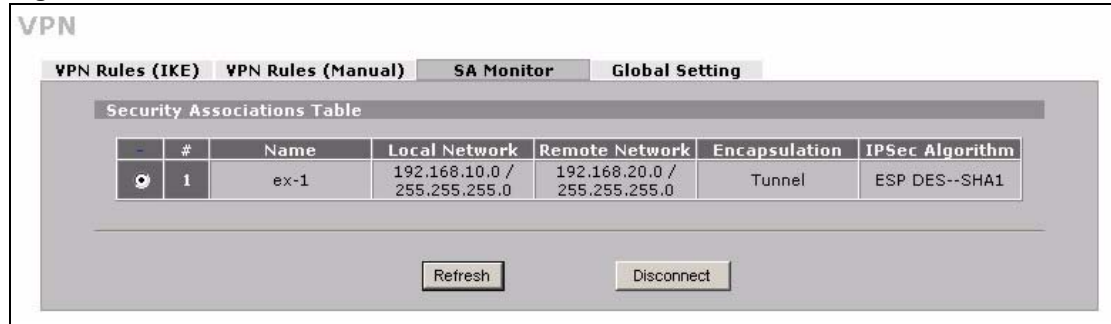 VPN
VPN Rules (IKE) VPN Rules (Manual) SA Monitor Global Setting
Security Associations Table
- # Name Local Network Remote Network Encapsulation IPSec Algorithm
1 ex-1 192.168.10.0 / 255.255.255.0 192.168.20.0 / 255.255.255.0 Tunnel ESP DES--SHA1
Refresh Disconnect